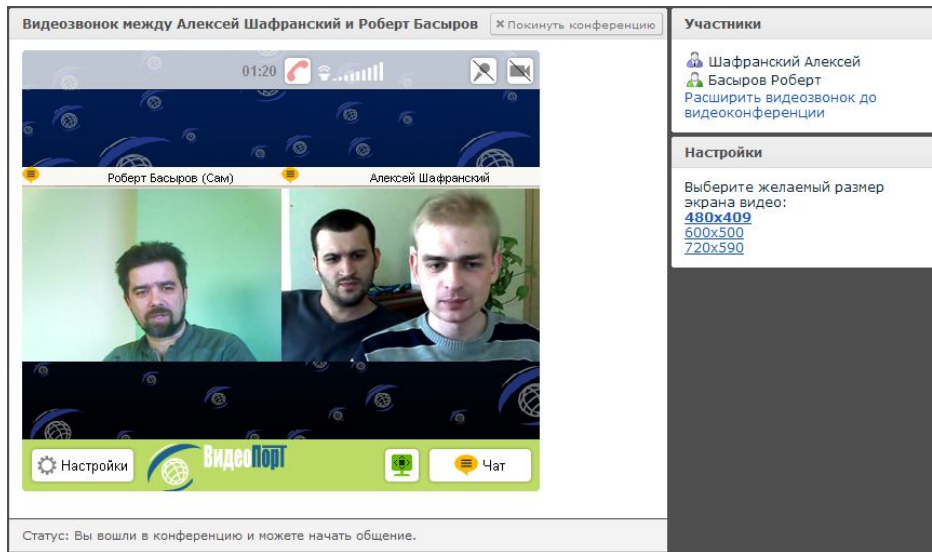 Видеозвонок между Алексей Шафранский и Роберт Басыров
Покинуть конференцию
01:20
Роберт Басыров (Сам)
Алексей Шафранский
Настройки
ВидеоПорт
Чат
Статус: Вы вошли в конференцию и можете начать общение.
Участники
Шафранский Алексей
Басыров Роберт
Расширить видеозвонок до
видеоконференции
Настройки
Выберите желаемый размер
экрана видео:
480x409
600x500
720x590